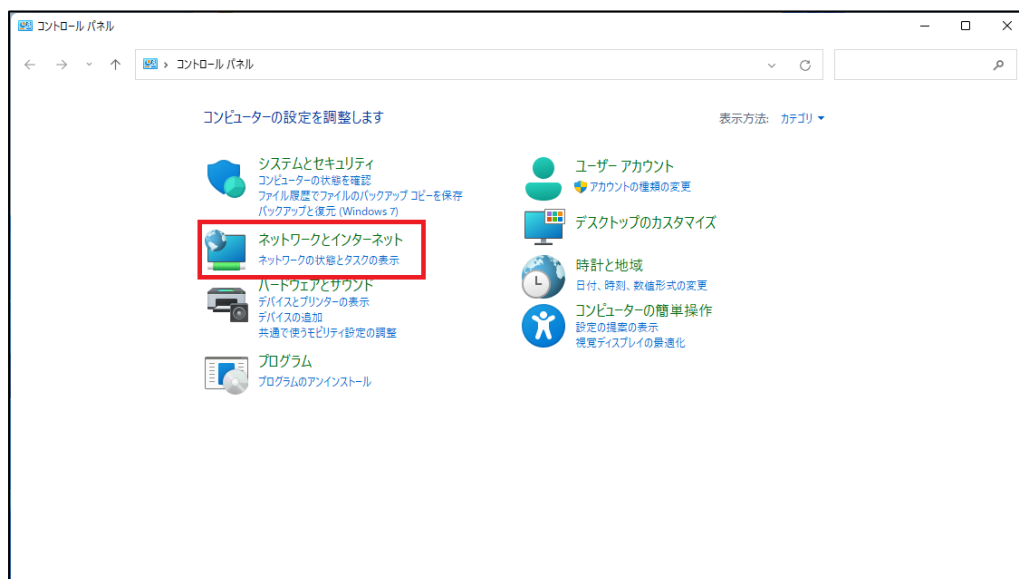 コントロール パネル
コントロール パネル
コンピューターの設定を調整します
表示方法: カテゴリ
システムとセキュリティ
コンピューターの状態を確認
ファイル履歴でファイルのバックアップ コピーを保存
バックアップと復元 (Windows 7)
ネットワークとインターネット
ネットワークの状態とタスクの表示
ハードウェアとサウンド
デバイスとプリンターの表示
デバイスの追加
共通で使うモビリティ設定の調整
プログラム
プログラムのアンインストール
ユーザー アカウント
アカウントの種類の変更
デスクトップのカスタマイズ
時計と地域
日付、時刻、数値形式の変更
コンピューターの簡単操作
設定の提案の表示
視覚ディスプレイの最適化